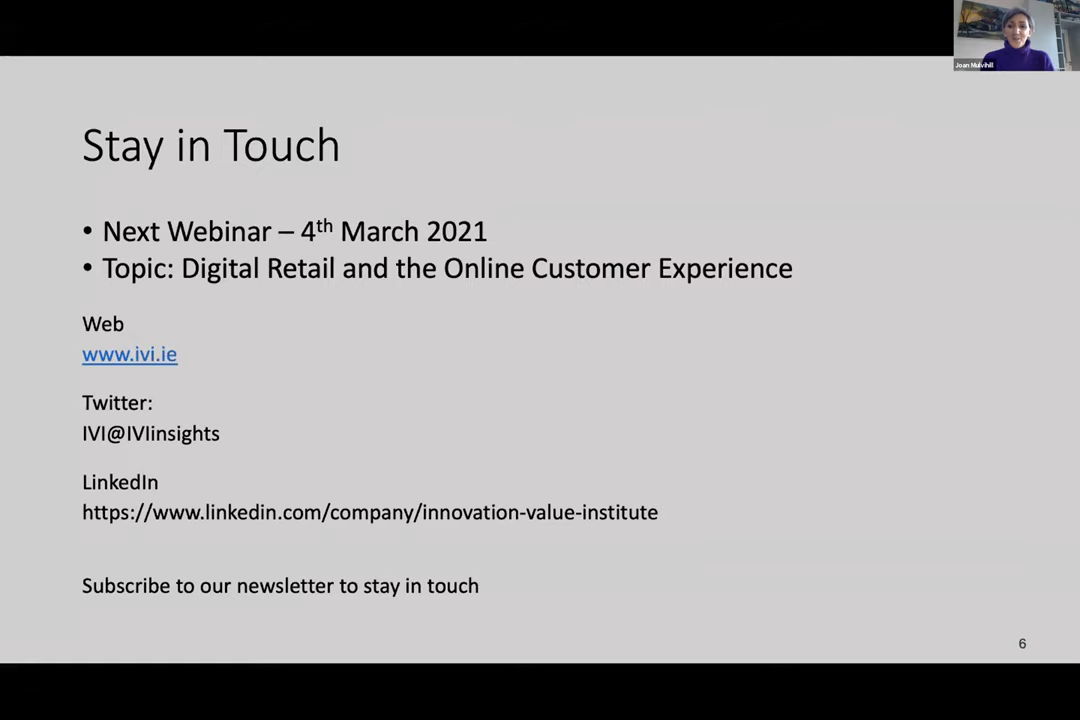 Joan Mulvihill
Stay in Touch
• Next Webinar – 4th March 2021
• Topic: Digital Retail and the Online Customer Experience
Web
www.ivi.ie
Twitter:
IVI@IVIinsights
LinkedIn
https://www.linkedin.com/company/innovation-value-institute
Subscribe to our newsletter to stay in touch
6